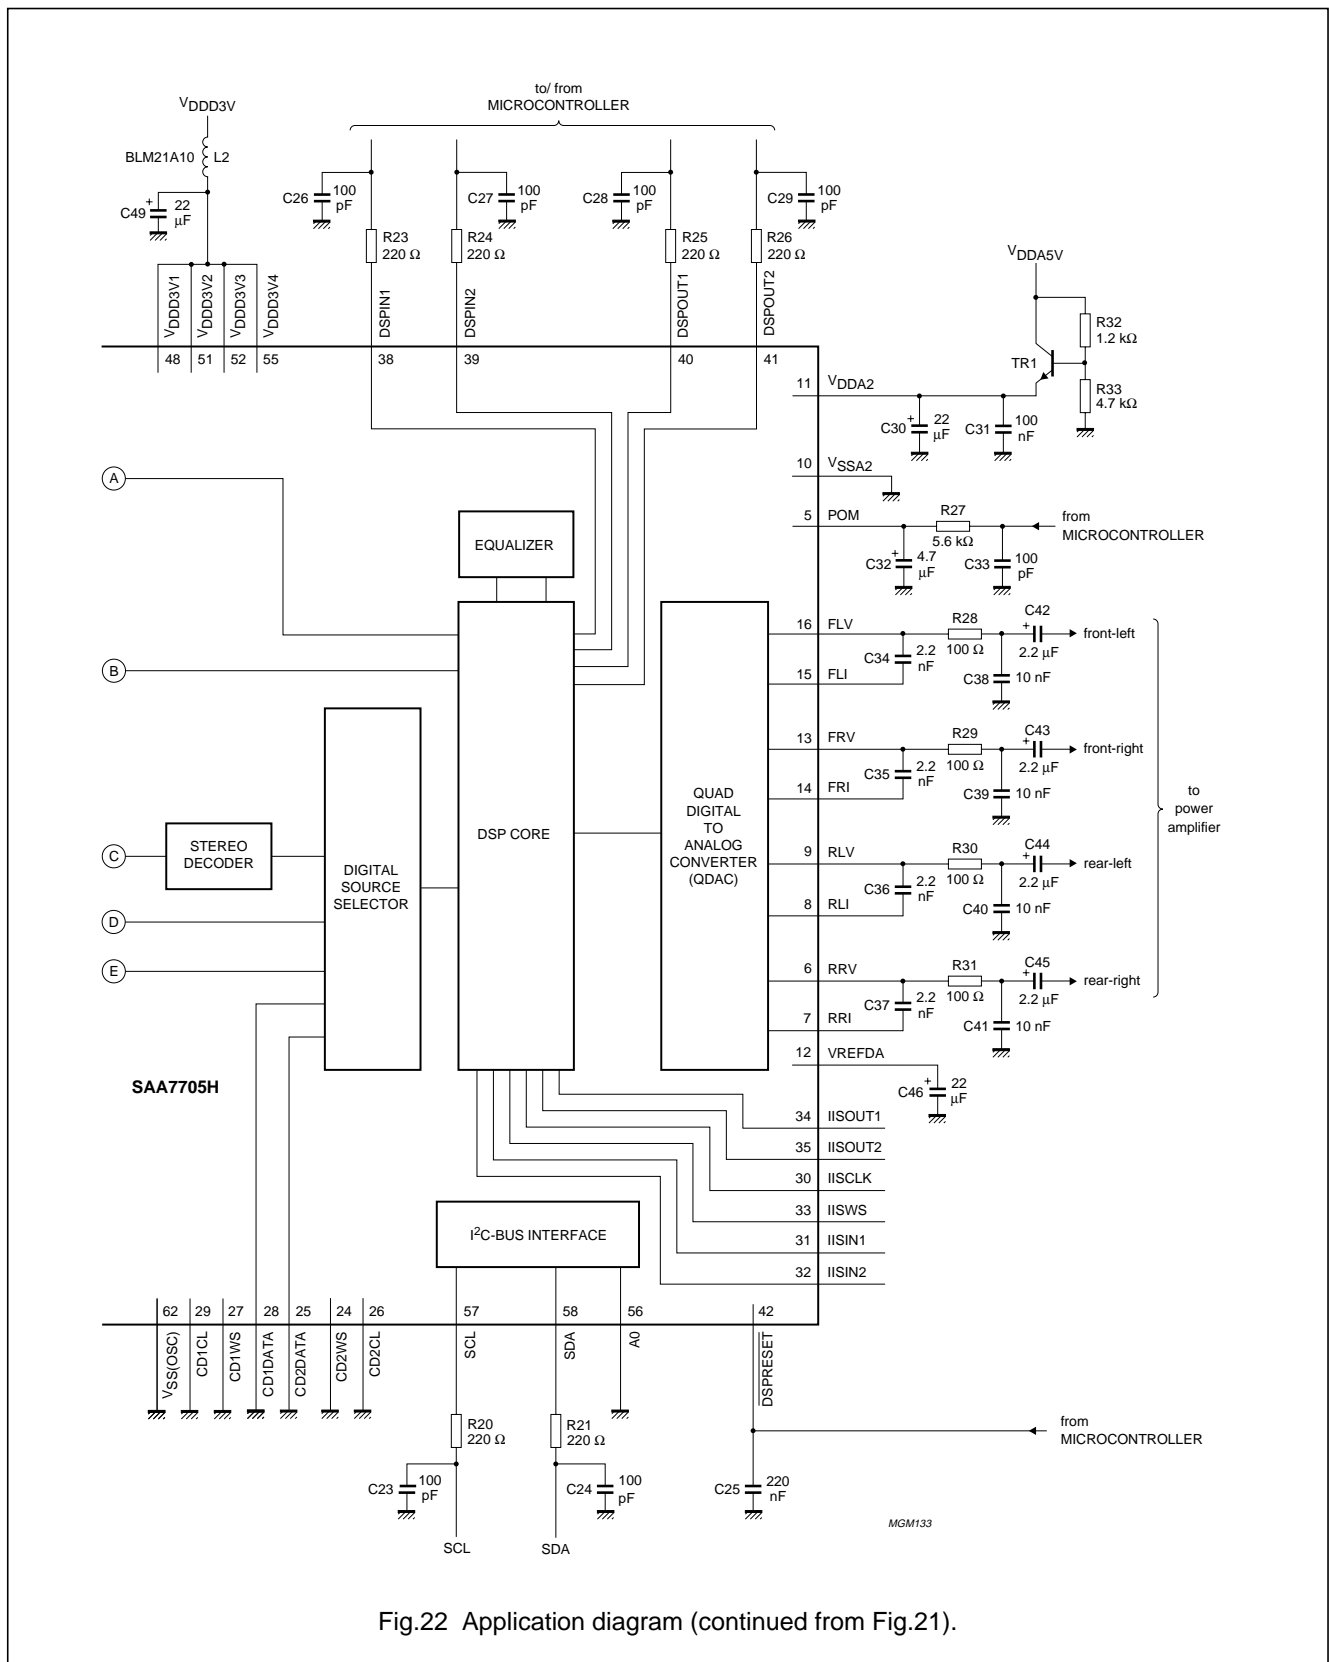 to/ from
MICROCONTROLLER
VDDD3V
BLM21A10 L2
C49 + 22 μF
C26 100 pF
C27 100 pF
C28 100 pF
C29 100 pF
R23 220 Ω
R24 220 Ω
R25 220 Ω
R26 220 Ω
VDDD3V1
VDDD3V2
VDDD3V3
VDDD3V4
DSPIN1
DSPIN2
DSPOUT1
DSPOUT2
48 51 52 55 38 39 40 41
VDDA5V
R32 1.2 kΩ
TR1
R33 4.7 kΩ
11 VDDA2
C30 + 22 μF
C31 100 nF
10 VSSA2
5 POM
R27 5.6 kΩ
from
MICROCONTROLLER
C32 + 4.7 μF
C33 100 pF
A
B
C
D
E
EQUALIZER
STEREO
DECODER
DIGITAL
SOURCE
SELECTOR
DSP CORE
QUAD
DIGITAL
TO
ANALOG
CONVERTER
(QDAC)
16 FLV
R28 100 Ω
C42 + 2.2 μF
front-left
C34 2.2 nF
15 FLI
C38 10 nF
13 FRV
R29 100 Ω
C43 + 2.2 μF
front-right
C35 2.2 nF
14 FRI
C39 10 nF
to
power
amplifier
9 RLV
R30 100 Ω
C44 + 2.2 μF
rear-left
C36 2.2 nF
8 RLI
C40 10 nF
6 RRV
R31 100 Ω
C45 + 2.2 μF
rear-right
C37 2.2 nF
7 RRI
C41 10 nF
12 VREFDA
C46 + 22 μF
SAA7705H
34 IISOUT1
35 IISOUT2
30 IISCLK
33 IISWS
31 IISIN1
32 IISIN2
I²C-BUS INTERFACE
62 29 27 28 25 24 26 57 58 56 42
VSS(OSC)
CD1CL
CD1WS
CD1DATA
CD2DATA
CD2WS
CD2CL
SCL
SDA
A0
DSPRESET
R20 220 Ω
R21 220 Ω
from
MICROCONTROLLER
C23 100 pF
C24 100 pF
C25 220 nF
SCL
SDA
MGM133
Fig.22 Application diagram (continued from Fig.21).